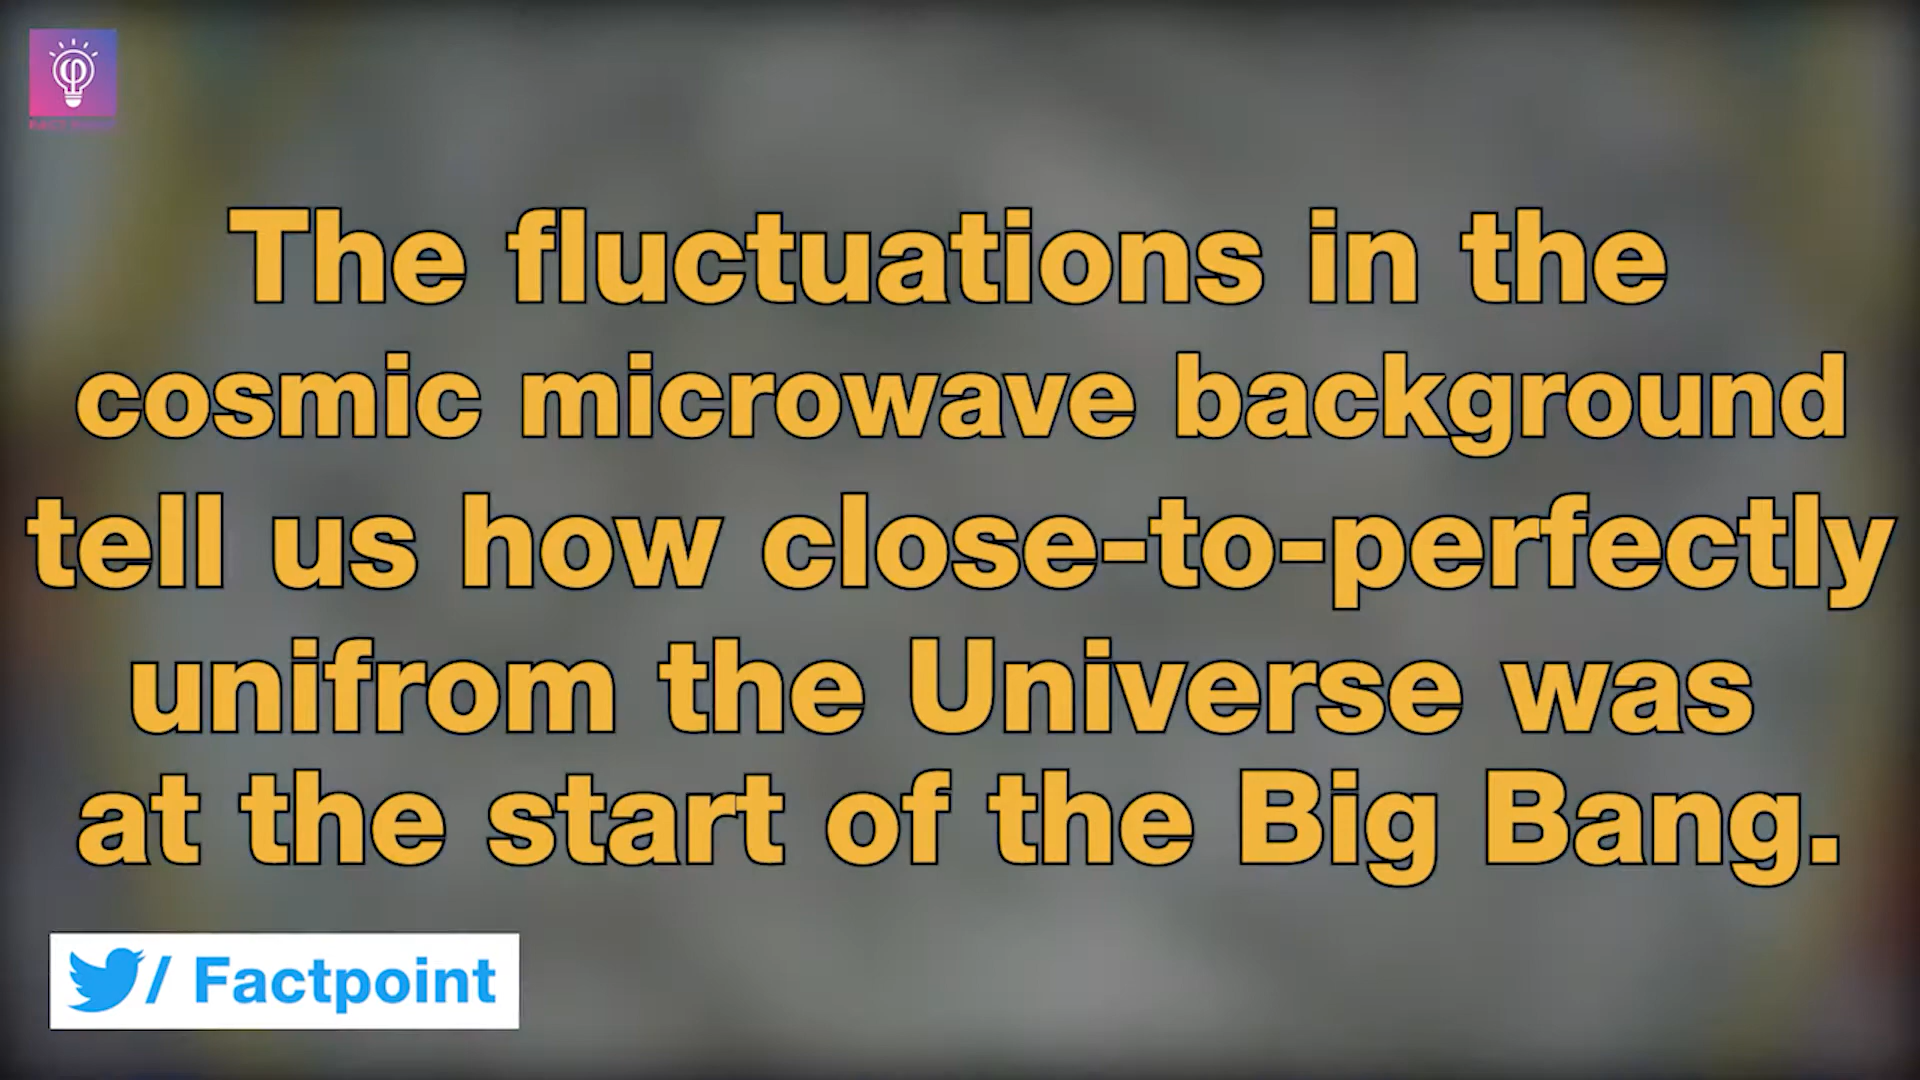 The fluctuations in the
cosmic microwave background
tell us how close-to-perfectly
unifrom the Universe was
at the start of the Big Bang.
/ Factpoint